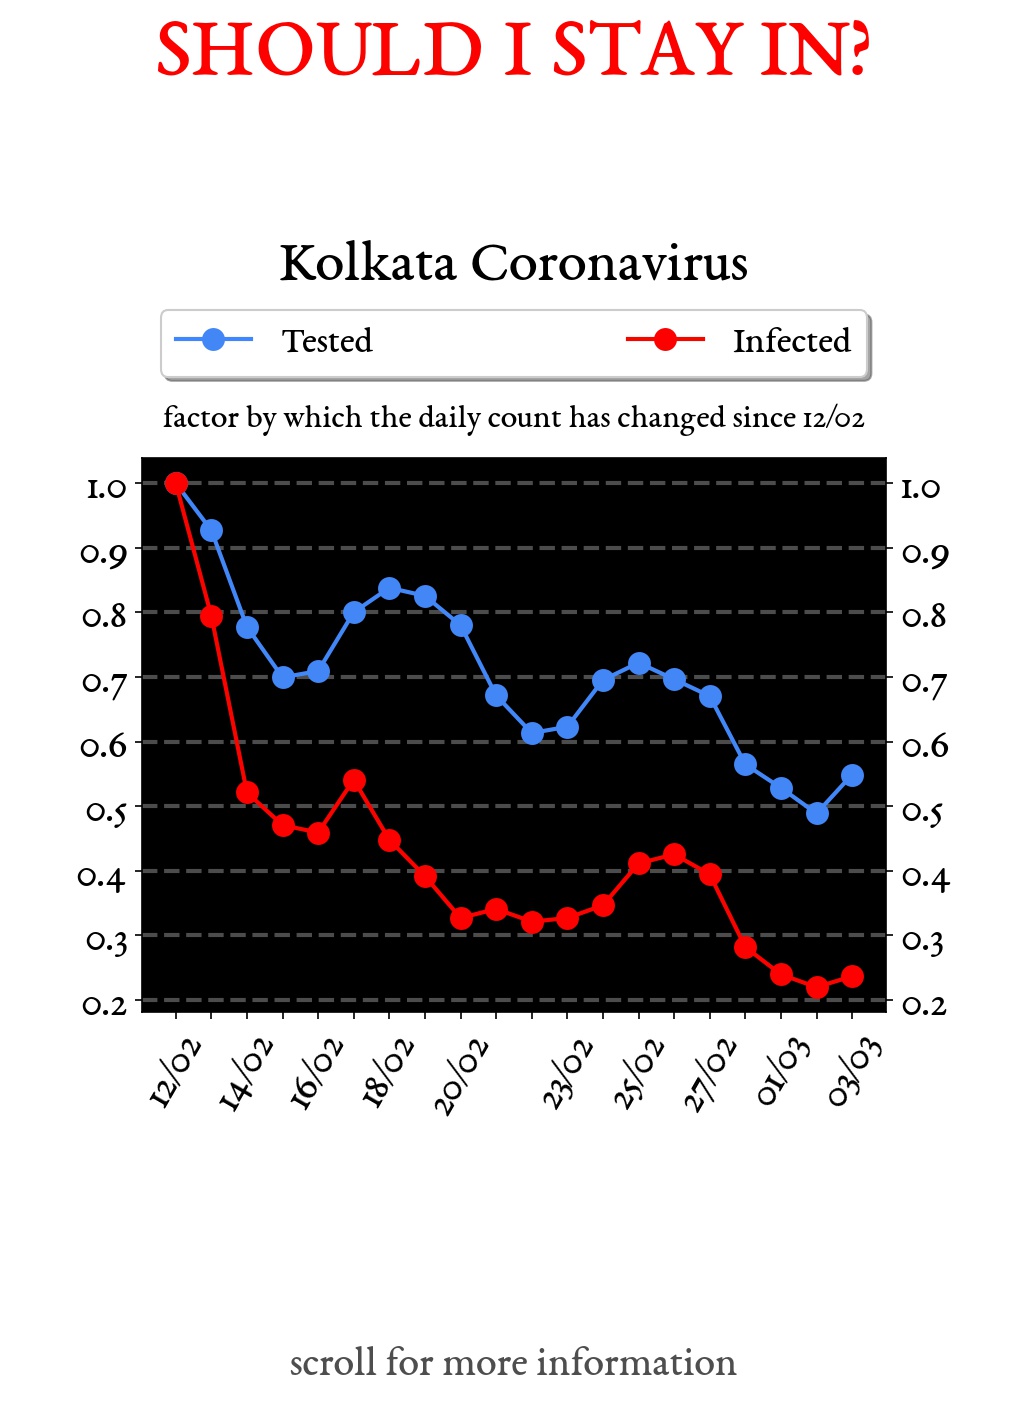 SHOULD I STAY IN?
Kolkata Coronavirus
Tested Infected
factor by which the daily count has changed since 12/02
1.0 1.0
0.9 0.9
0.8 0.8
0.7 0.7
0.6 0.6
0.5 0.5
0.4 0.4
0.3 0.3
0.2 0.2
12/02 14/02 16/02 18/02 20/02 23/02 25/02 27/02 01/03 03/03
scroll for more information